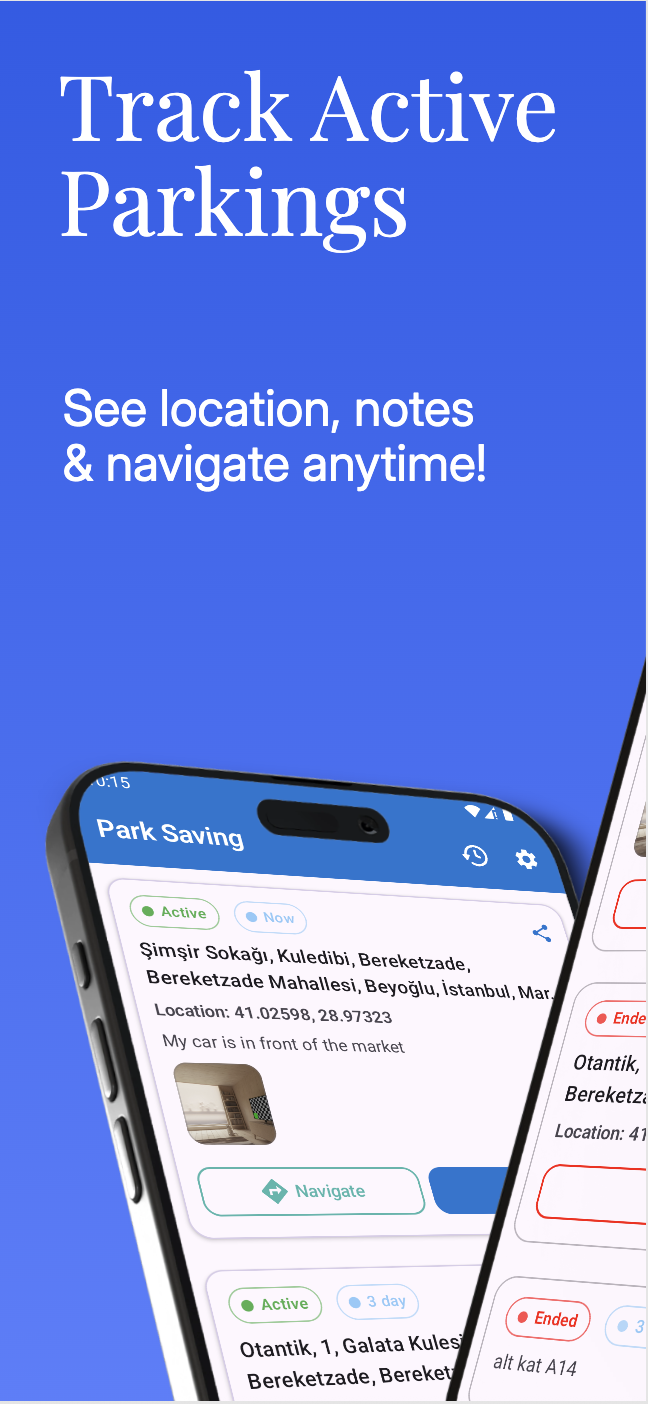 Track Active
Parkings
See location, notes
& navigate anytime!
0:15
Park Saving
Active
Now
Şimşir Sokağı, Kuledibi, Bereketzade,
Bereketzade Mahallesi, Beyoğlu, İstanbul, Mar.
Location: 41.02598, 28.97323
My car is in front of the market
Navigate
Active
3 day
Otantik, 1, Galata Kules
Bereketzade, Bereket
Ende
Otantik,
Bereketz
Location: 41
Ended
3
alt kat A14